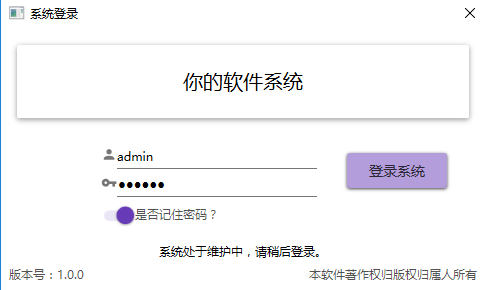 系统登录
你的软件系统
admin
●●●●●●
登录系统
是否记住密码？
系统处于维护中，请稍后登录。
版本号：1.0.0
本软件著作权归版权归属人所有